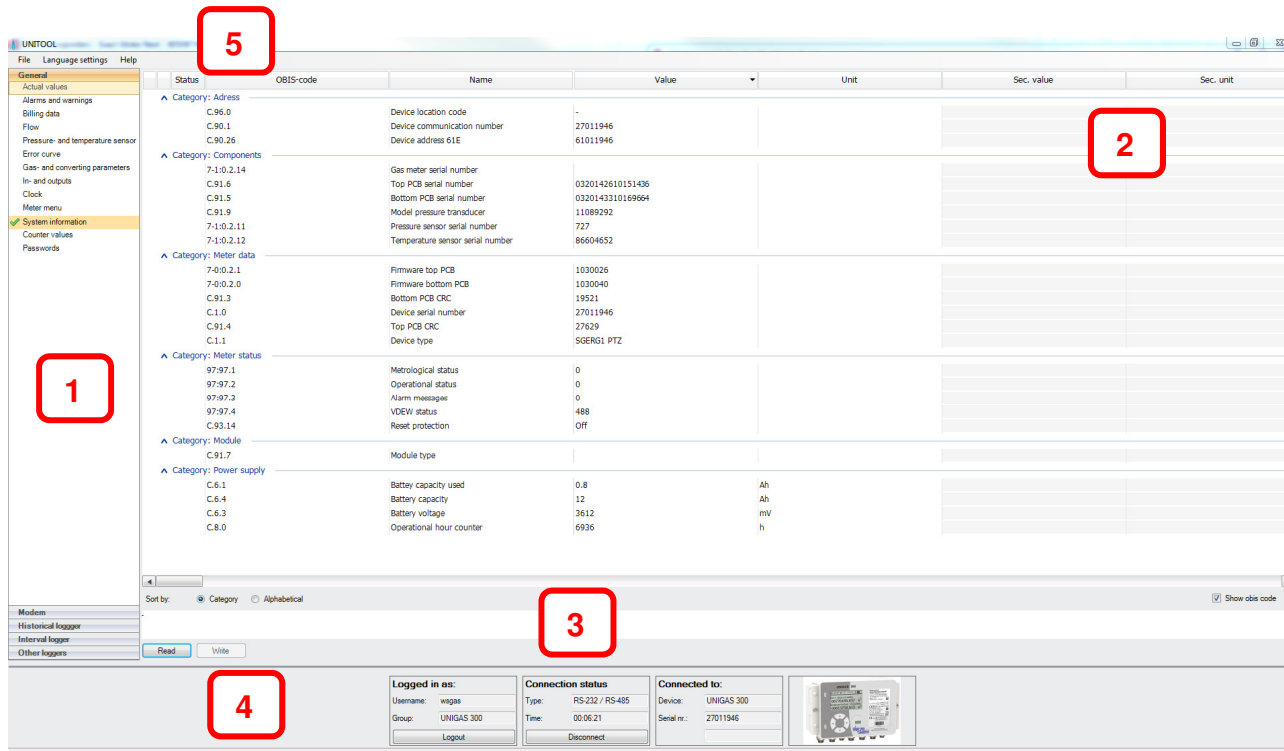 5
UNITOOL
File Language settings Help
General
Actual values
Alarms and warnings
Billing data
Flow
Pressure- and temperature sensor
Error curve
Gas- and converting parameters
In- and outputs
Clock
Meter menu
System information
Counter values
Passwords
1
Modem
Historical loggger
Interval logger
Other loggers
Status OBIS-code Name Value Unit Sec. value Sec. unit
2
Category: Adress
C.96.0 Device location code -
C.90.1 Device communication number 27011946
C.90.26 Device address 61E 61011946
Category: Components
7-1:0.2.14 Gas meter serial number
C.91.6 Top PCB serial number 0320142610151436
C.91.5 Bottom PCB serial number 0320143310169664
C.91.9 Model pressure transducer 11089292
7-1:0.2.11 Pressure sensor serial number 727
7-1:0.2.12 Temperature sensor serial number 86604652
Category: Meter data
7-0:0.2.1 Firmware top PCB 1030026
7-0:0.2.0 Firmware bottom PCB 1030040
C.91.3 Bottom PCB CRC 19521
C.1.0 Device serial number 27011946
C.91.4 Top PCB CRC 27629
C.1.1 Device type SGERG1 PTZ
Category: Meter status
97:97.1 Metrological status 0
97:97.2 Operational status 0
97:97.3 Alarm messages 0
97:97.4 VDEW status 488
C.93.14 Reset protection Off
Category: Module
C.91.7 Module type
Category: Power supply
C.6.1 Battey capacity used 0.8 Ah
C.6.4 Battery capacity 12 Ah
C.6.3 Battery voltage 3612 mV
C.8.0 Operational hour counter 6936 h
Sort by: Category Alphabetical Show obis code
-
3
Read Write
4
Logged in as:
Username: wsgas
Group: UNIGAS 300
Logout
Connection status
Type: RS-232 / RS-485
Time: 00:06:21
Disconnect
Connected to:
Device: UNIGAS 300
Serial nr.: 27011946